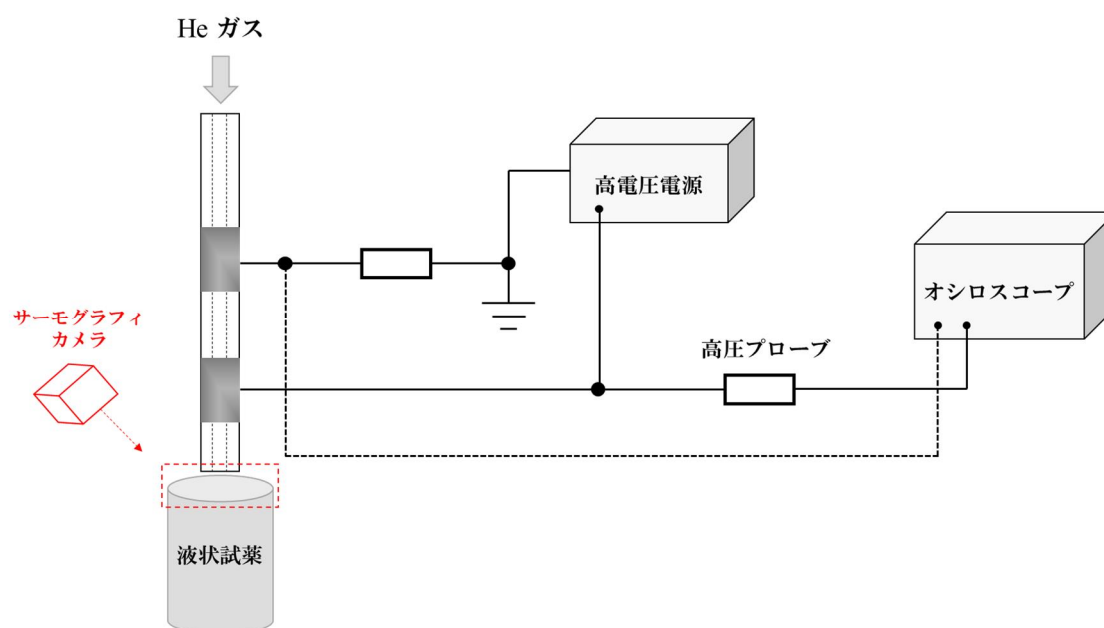 He ガス
高電圧電源
オシロスコープ
サーモグラフィ
カメラ
高圧プローブ
液状試薬